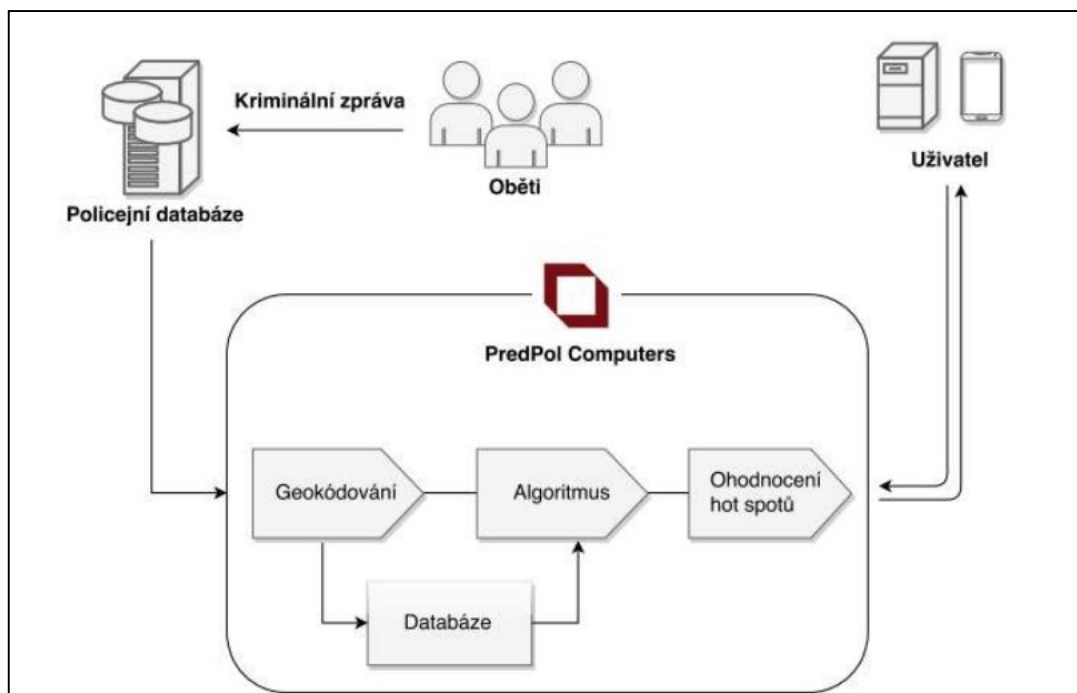 Kriminální zpráva
Oběti
Uživatel
Policejní databáze
PredPol Computers
Geokódování
Algoritmus
Ohodnocení
hot spotů
Databáze